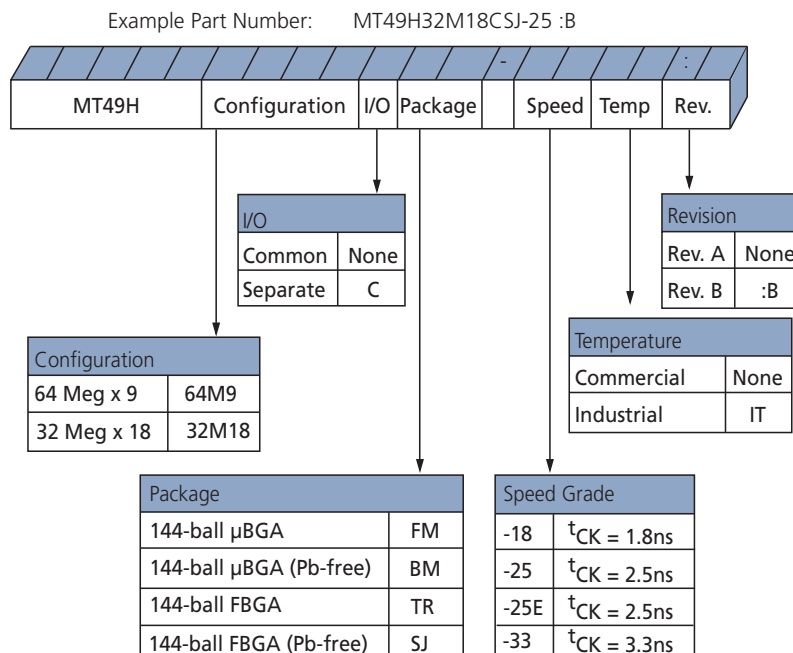 Example Part Number: MT49H32M18CSJ-25 :B
- :
MT49H Configuration I/O Package Speed Temp Rev.
I/O
Common None
Separate C
Revision
Rev. A None
Rev. B :B
Configuration
64 Meg x 9 64M9
32 Meg x 18 32M18
Temperature
Commercial None
Industrial IT
Package
144-ball µBGA FM
144-ball µBGA (Pb-free) BM
144-ball FBGA TR
144-ball FBGA (Pb-free) SJ
Speed Grade
-18 tCK = 1.8ns
-25 tCK = 2.5ns
-25E tCK = 2.5ns
-33 tCK = 3.3ns